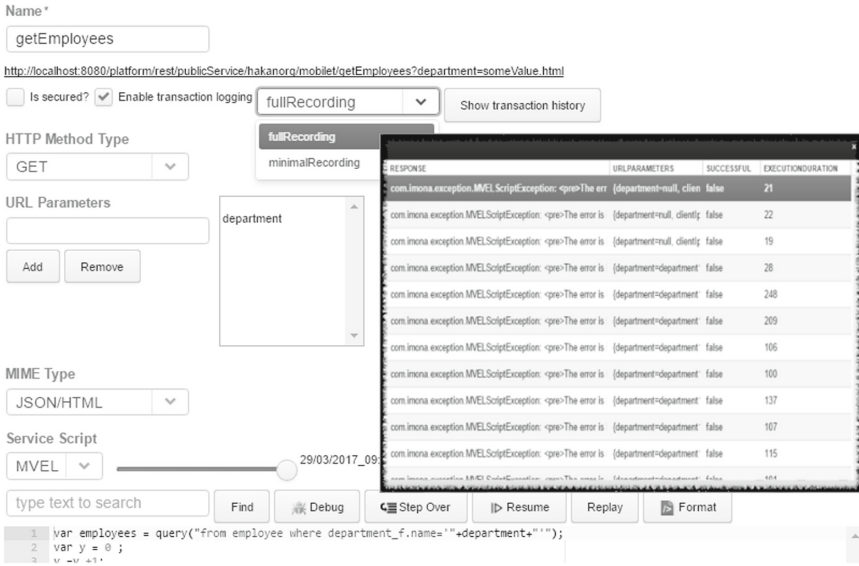 Name*
getEmployees
http://localhost:8080/platform/rest/publicService/hakanorq/mobilet/getEmployees?department=someValue.html
Is secured? Enable transaction logging fullRecording Show transaction history
fullRecording
minimalRecording
HTTP Method Type
GET
URL Parameters
department
Add Remove
RESPONSE URLPARAMETERS SUCCESSFUL EXECUTIONDURATION
com.imona.exception.MVELScriptException: <pre>The err {department=null, clien false 21
com.imona.exception.MVELScriptException: <pre>The error is {department=null, clientIp false 22
com.imona.exception.MVELScriptException: <pre>The error is {department=null, clientIp false 19
com.imona.exception.MVELScriptException: <pre>The error is {department=department' false 28
com.imona.exception.MVELScriptException: <pre>The error is {department=department' false 248
com.imona.exception.MVELScriptException: <pre>The error is {department=department' false 209
com.imona.exception.MVELScriptException: <pre>The error is {department=department' false 106
com.imona.exception.MVELScriptException: <pre>The error is {department=department' false 100
com.imona.exception.MVELScriptException: <pre>The error is {department=department' false 137
com.imona.exception.MVELScriptException: <pre>The error is {department=department' false 107
com.imona.exception.MVELScriptException: <pre>The error is {department=department' false 115
MIME Type
JSON/HTML
Service Script
MVEL 29/03/2017_09:
type text to search Find Debug Step Over Resume Replay Format
1 var employees = query("from employee where department_f.name='"+department+"'");
2 var y = 0 ;
3 y =y +1;